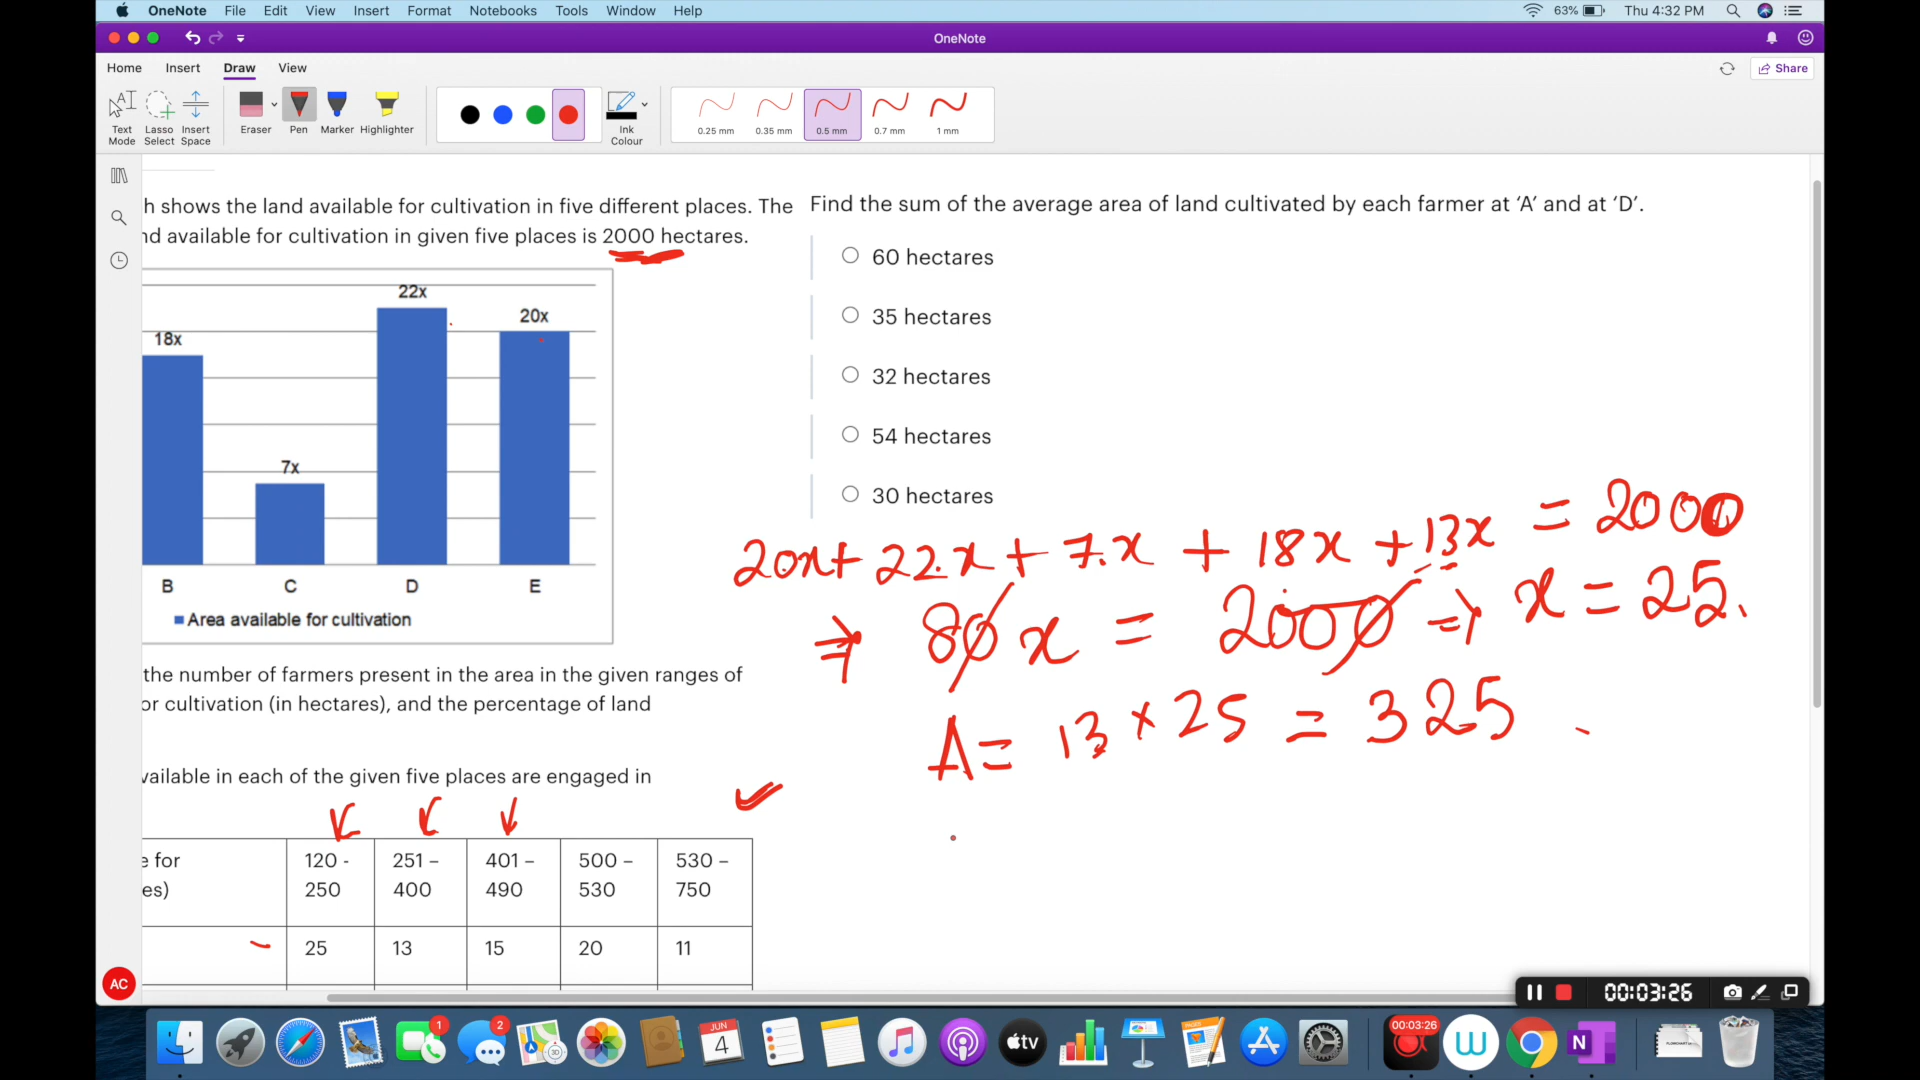 OneNote File Edit View Insert Format Notebooks Tools Window Help 63% Thu 4:32 PM
OneNote
Home Insert Draw View Share
Text Mode Lasso Select Insert Space Eraser Pen Marker Highlighter Ink Colour 0.25 mm 0.35 mm 0.5 mm 0.7 mm 1 mm
h shows the land available for cultivation in five different places. The
nd available for cultivation in given five places is 2000 hectares.
18x
7x
22x
20x
B C D E
Area available for cultivation
the number of farmers present in the area in the given ranges of
or cultivation (in hectares), and the percentage of land
vailable in each of the given five places are engaged in
e for 120 - 251 – 401 – 500 – 530 –
es) 250 400 490 530 750
25 13 15 20 11
Find the sum of the average area of land cultivated by each farmer at ‘A’ and at ‘D’.
60 hectares
35 hectares
32 hectares
54 hectares
30 hectares
20x + 22x + 7x + 18x + 13x = 2000
⇒ 80x = 2000 ⇒ x = 25.
A = 13 × 25 = 325
AC
00:03:26
1 2 JUN 4 tv PAGES 00:03:26 W N